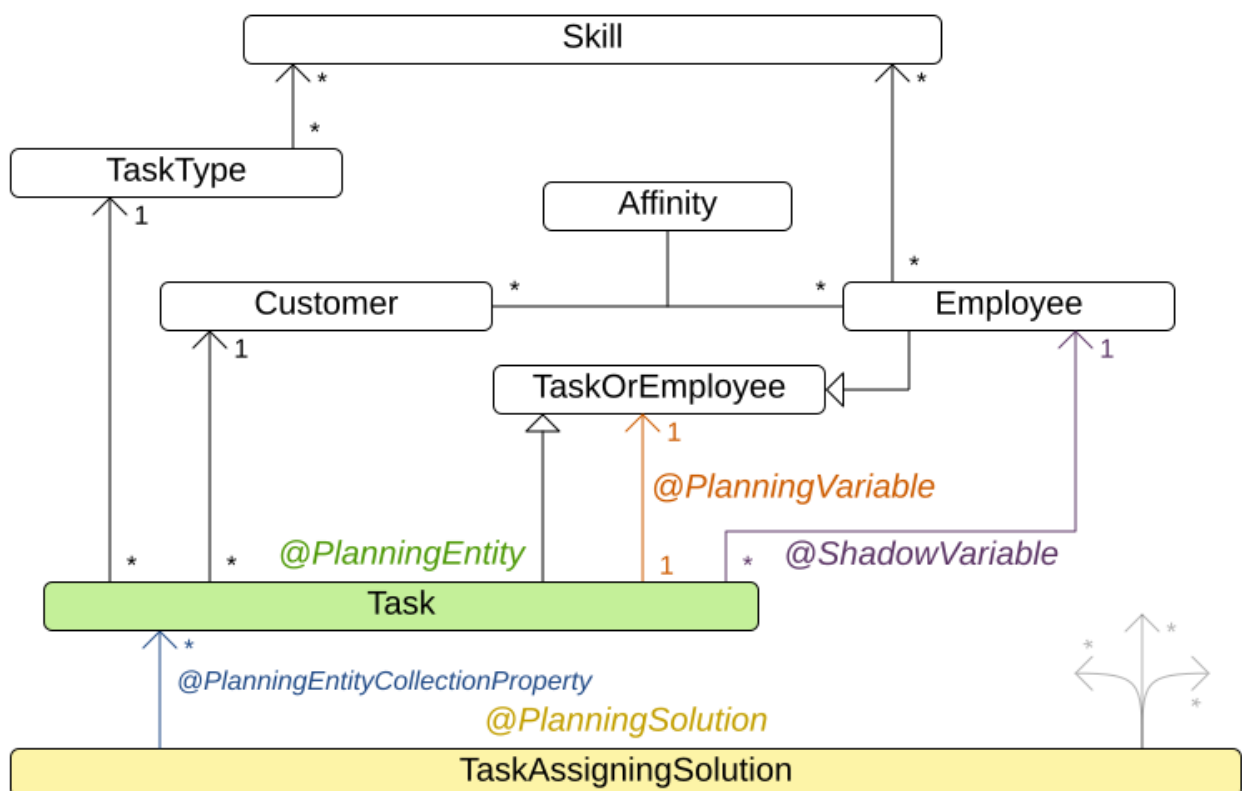 Skill
*
*
*
TaskType
1
Affinity
*
Customer
*
*
Employee
1
1
TaskOrEmployee
1
@PlanningVariable
@PlanningEntity
*
*
1
*
@ShadowVariable
Task
*
*
*
*
@PlanningEntityCollectionProperty
@PlanningSolution
TaskAssigningSolution